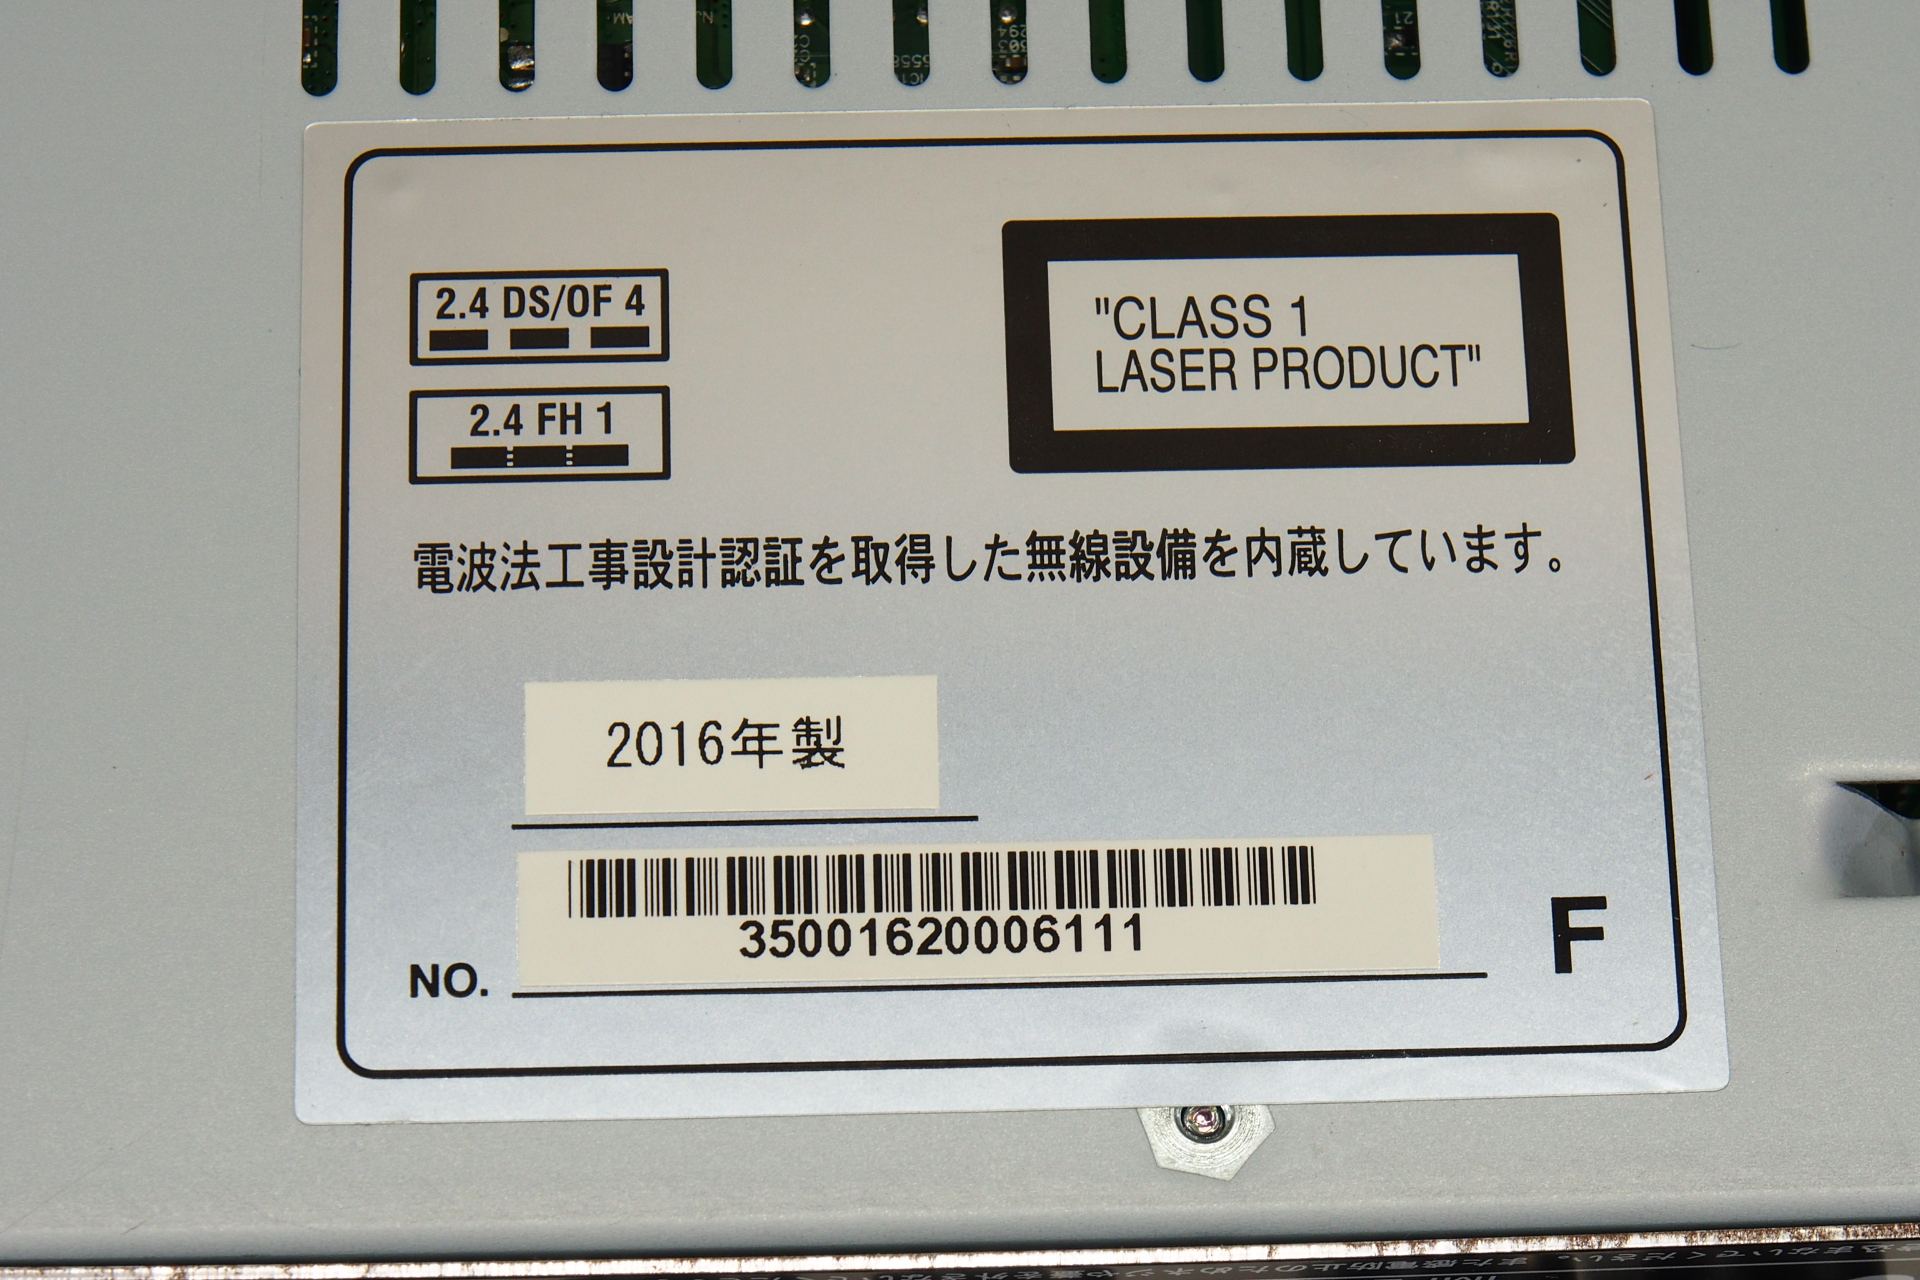 2.4 DS/OF 4
2.4 FH 1
"CLASS 1
LASER PRODUCT"
電波法工事設計認証を取得した無線設備を内蔵しています。
2016年製
35001620006111
NO.
F